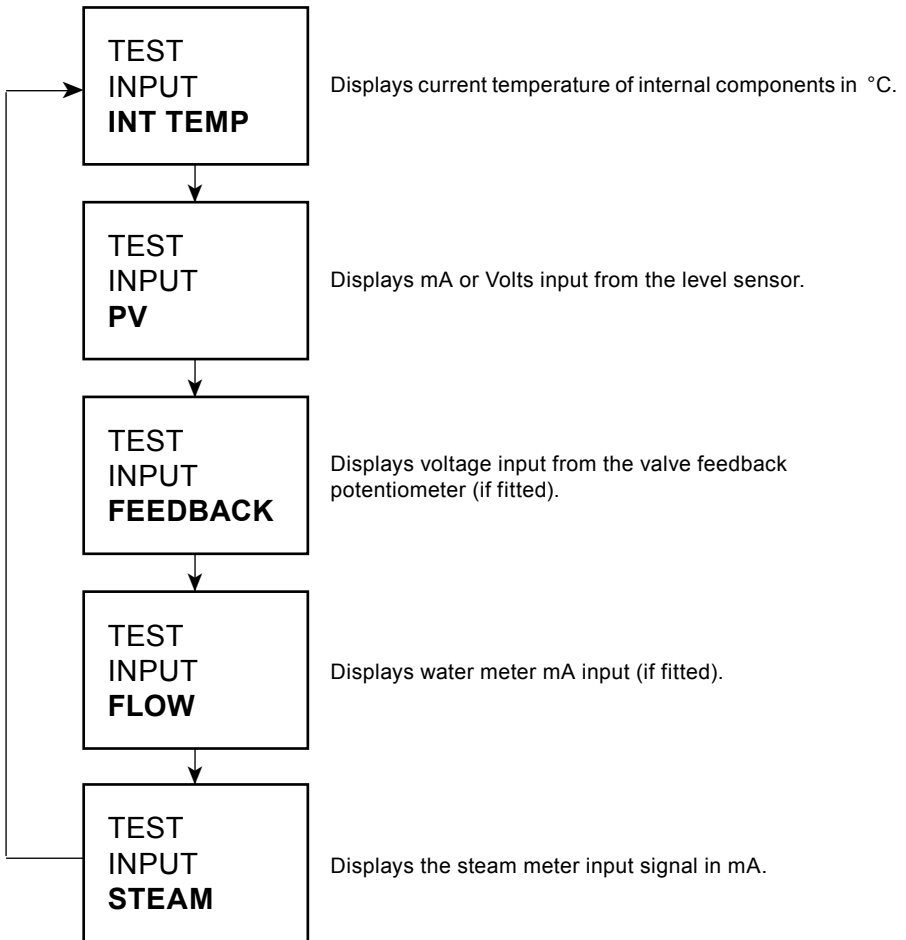 TEST
INPUT
INT TEMP
Displays current temperature of internal components in °C.
TEST
INPUT
PV
Displays mA or Volts input from the level sensor.
TEST
INPUT
FEEDBACK
Displays voltage input from the valve feedback
potentiometer (if fitted).
TEST
INPUT
FLOW
Displays water meter mA input (if fitted).
TEST
INPUT
STEAM
Displays the steam meter input signal in mA.